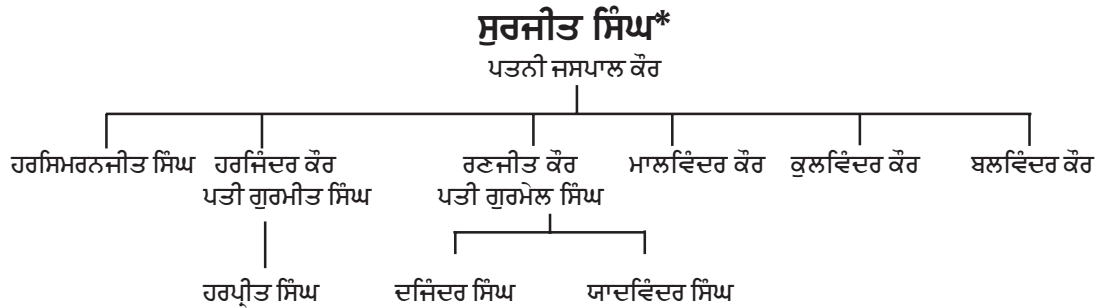 ਸੁਰਜੀਤ ਸਿੰਘ*
ਪਤਨੀ ਜਸਪਾਲ ਕੌਰ
ਹਰਸਿਮਰਨਜੀਤ ਸਿੰਘ ਹਰਜਿੰਦਰ ਕੌਰ ਰਣਜੀਤ ਕੌਰ ਮਾਲਵਿੰਦਰ ਕੌਰ ਕੁਲਵਿੰਦਰ ਕੌਰ ਬਲਵਿੰਦਰ ਕੌਰ
ਪਤੀ ਗੁਰਮੀਤ ਸਿੰਘ ਪਤੀ ਗੁਰਮੇਲ ਸਿੰਘ
ਹਰਪ੍ਰੀਤ ਸਿੰਘ ਦਜਿੰਦਰ ਸਿੰਘ ਯਾਦਵਿੰਦਰ ਸਿੰਘ